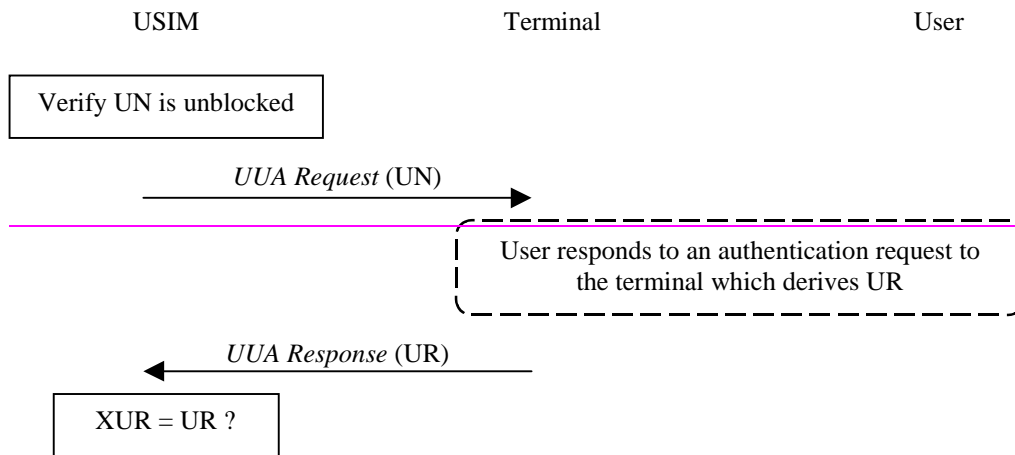 USIM Terminal User
Verify UN is unblocked
UUA Request (UN)
User responds to an authentication request to
the terminal which derives UR
UUA Response (UR)
XUR = UR ?